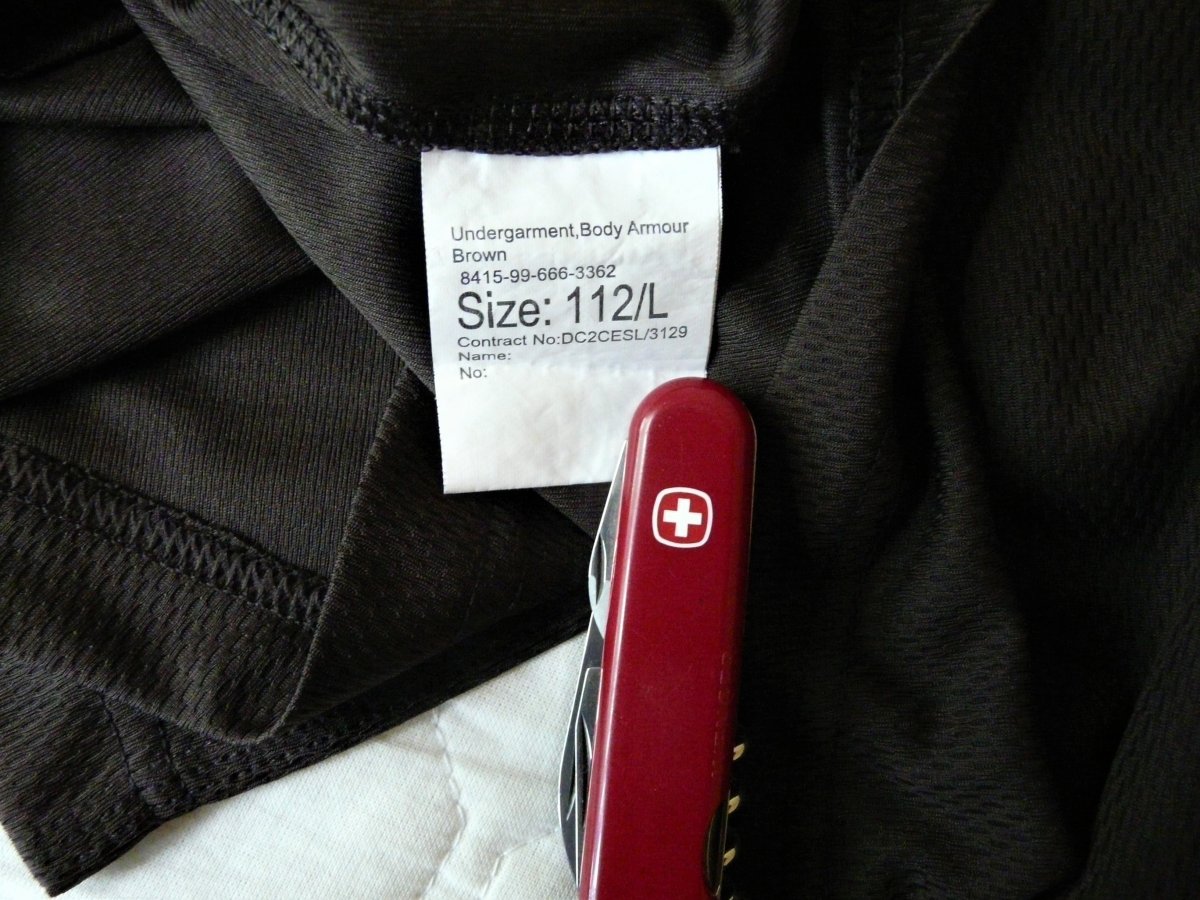 Undergarment,Body Armour
Brown
8415-99-666-3362
Size: 112/L
Contract No:DC2CESL/3129
Name:
No: